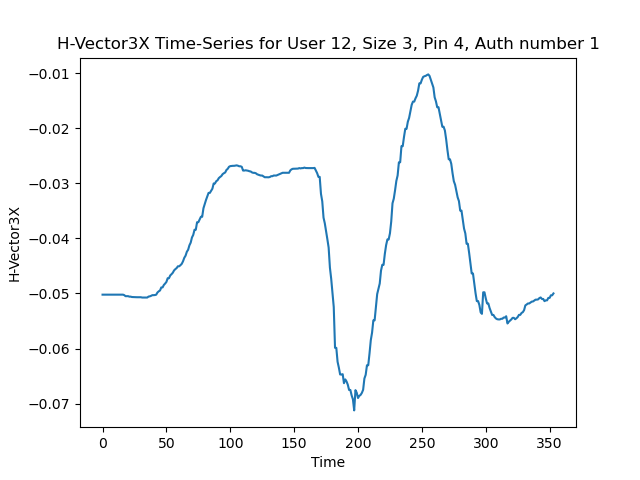 H-Vector3X Time-Series for User 12, Size 3, Pin 4, Auth number 1
−0.01
−0.02
−0.03
−0.04
−0.05
−0.06
−0.07
H-Vector3X
0 50 100 150 200 250 300 350
Time